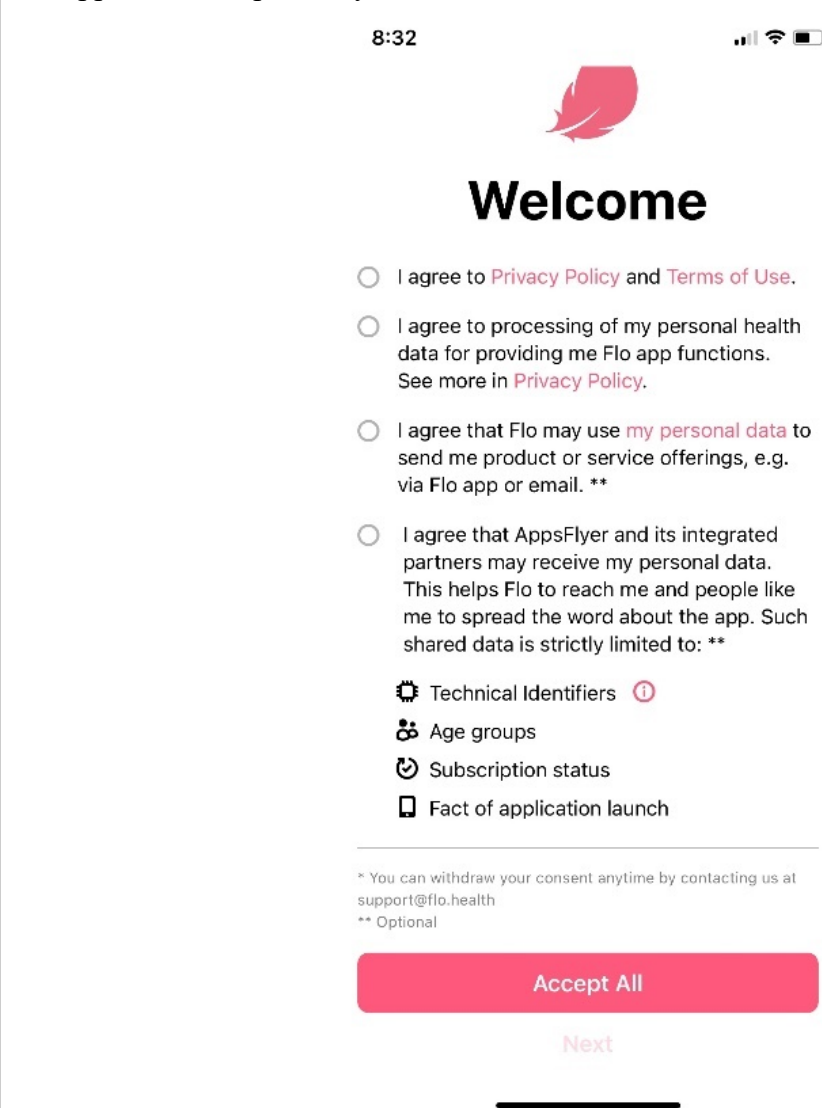 8:32
Welcome
I agree to Privacy Policy and Terms of Use.
I agree to processing of my personal health
data for providing me Flo app functions.
See more in Privacy Policy.
I agree that Flo may use my personal data to
send me product or service offerings, e.g.
via Flo app or email. **
I agree that AppsFlyer and its integrated
partners may receive my personal data.
This helps Flo to reach me and people like
me to spread the word about the app. Such
shared data is strictly limited to: **
Technical Identifiers
Age groups
Subscription status
Fact of application launch
* You can withdraw your consent anytime by contacting us at
support@flo.health
** Optional
Accept All
Next